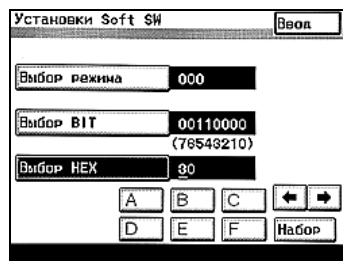 Установки Soft SW
Ввод
Выбор режима 000
Выбор BIT 00110000
(76543210)
Выбор HEX 30
A B C
D E F Набор